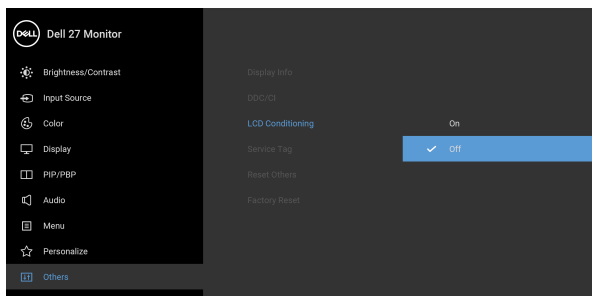 DELL Dell 27 Monitor
Brightness/Contrast
Display Info
Input Source
DDC/CI
Color
LCD Conditioning
On
Display
Service Tag
Off
PIP/PBP
Reset Others
Audio
Factory Reset
Menu
Personalize
Others